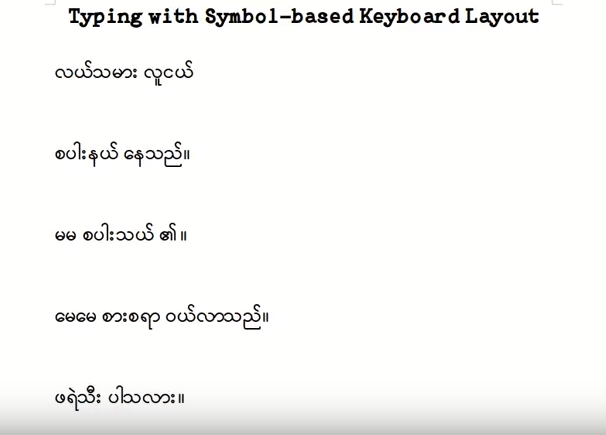 Typing with Symbol-based Keyboard Layout
လယ်သမား လူငယ်
စပါးနယ် နေသည်။
မမ စပါးသယ် ၏။
မေမေ စားစရာ ဝယ်လာသည်။
ဖရဲသီး ပါသလား။